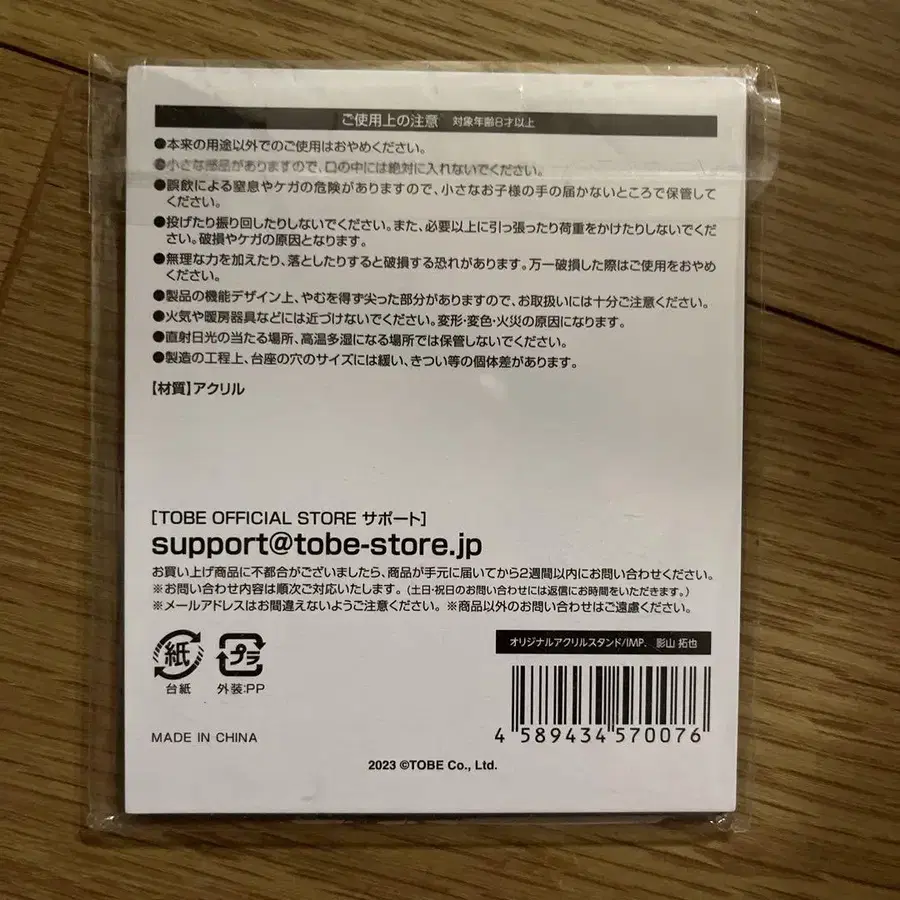 ご使用上の注意 対象年齢8才以上
●本来の用途以外でのご使用はおやめください。
●小さな部品がありますので、口の中には絶対に入れないでください。
●誤飲による窒息やケガの危険がありますので、小さなお子様の手の届かないところで保管して
ください。
●投げたり振り回したりしないでください。また、必要以上に引っ張ったり荷重をかけたりしないでくだ
さい。破損やケガの原因となります。
●無理な力を加えたり、落としたりすると破損する恐れがあります。万一破損した際はご使用をおやめ
ください。
●製品の機能デザイン上、やむを得ず尖った部分がありますので、お取扱いには十分ご注意ください。
●火気や暖房器具などには近づけないでください。変形・変色・火災の原因になります。
●直射日光の当たる場所、高温多湿になる場所では保管しないでください。
●製造の工程上、台座の穴のサイズには緩い、きつい等の個体差があります。
【材質】アクリル
[TOBE OFFICIAL STORE サポート]
support@tobe-store.jp
お買い上げ商品に不都合がございましたら、商品が手元に届いてから2週間以内にお問い合わせください。
※お問い合わせ内容は順次ご対応いたします。(土日・祝日のお問い合わせには返信にお時間をいただきます。)
※メールアドレスはお間違えないようご注意ください。※商品以外のお問い合わせはご遠慮ください。
紙
台紙
プラ
外装:PP
オリジナルアクリルスタンド/IMP. 影山 拓也
4 589434 570076
MADE IN CHINA
2023 ©TOBE Co., Ltd.